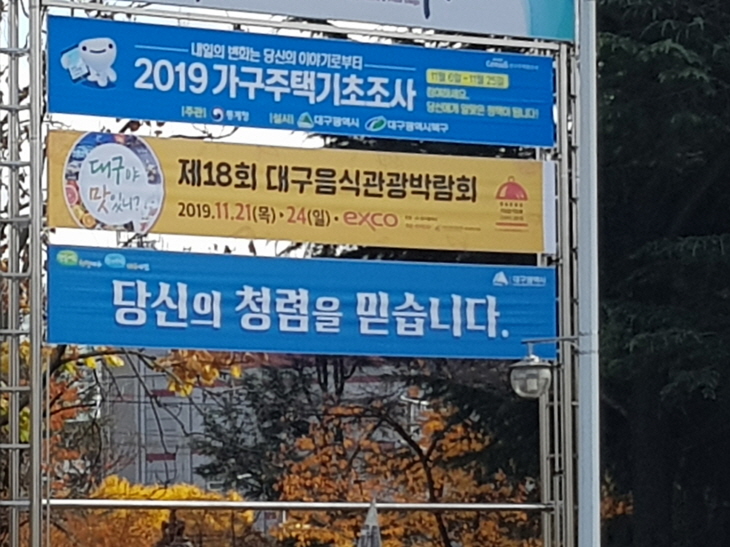 내일의 변화는 당신의 이야기로부터
2019 가구주택기초조사
11월 6일~11월 25일
당신에게 알맞은 정책이 됩니다!
|주관| 통계청 |실시| 대구광역시 대구광역시북구
대구야
맛있니?
제18회 대구음식관광박람회
2019.11.21(목)·24(일)·exco
대구광역시
당신의 청렴을 믿습니다.